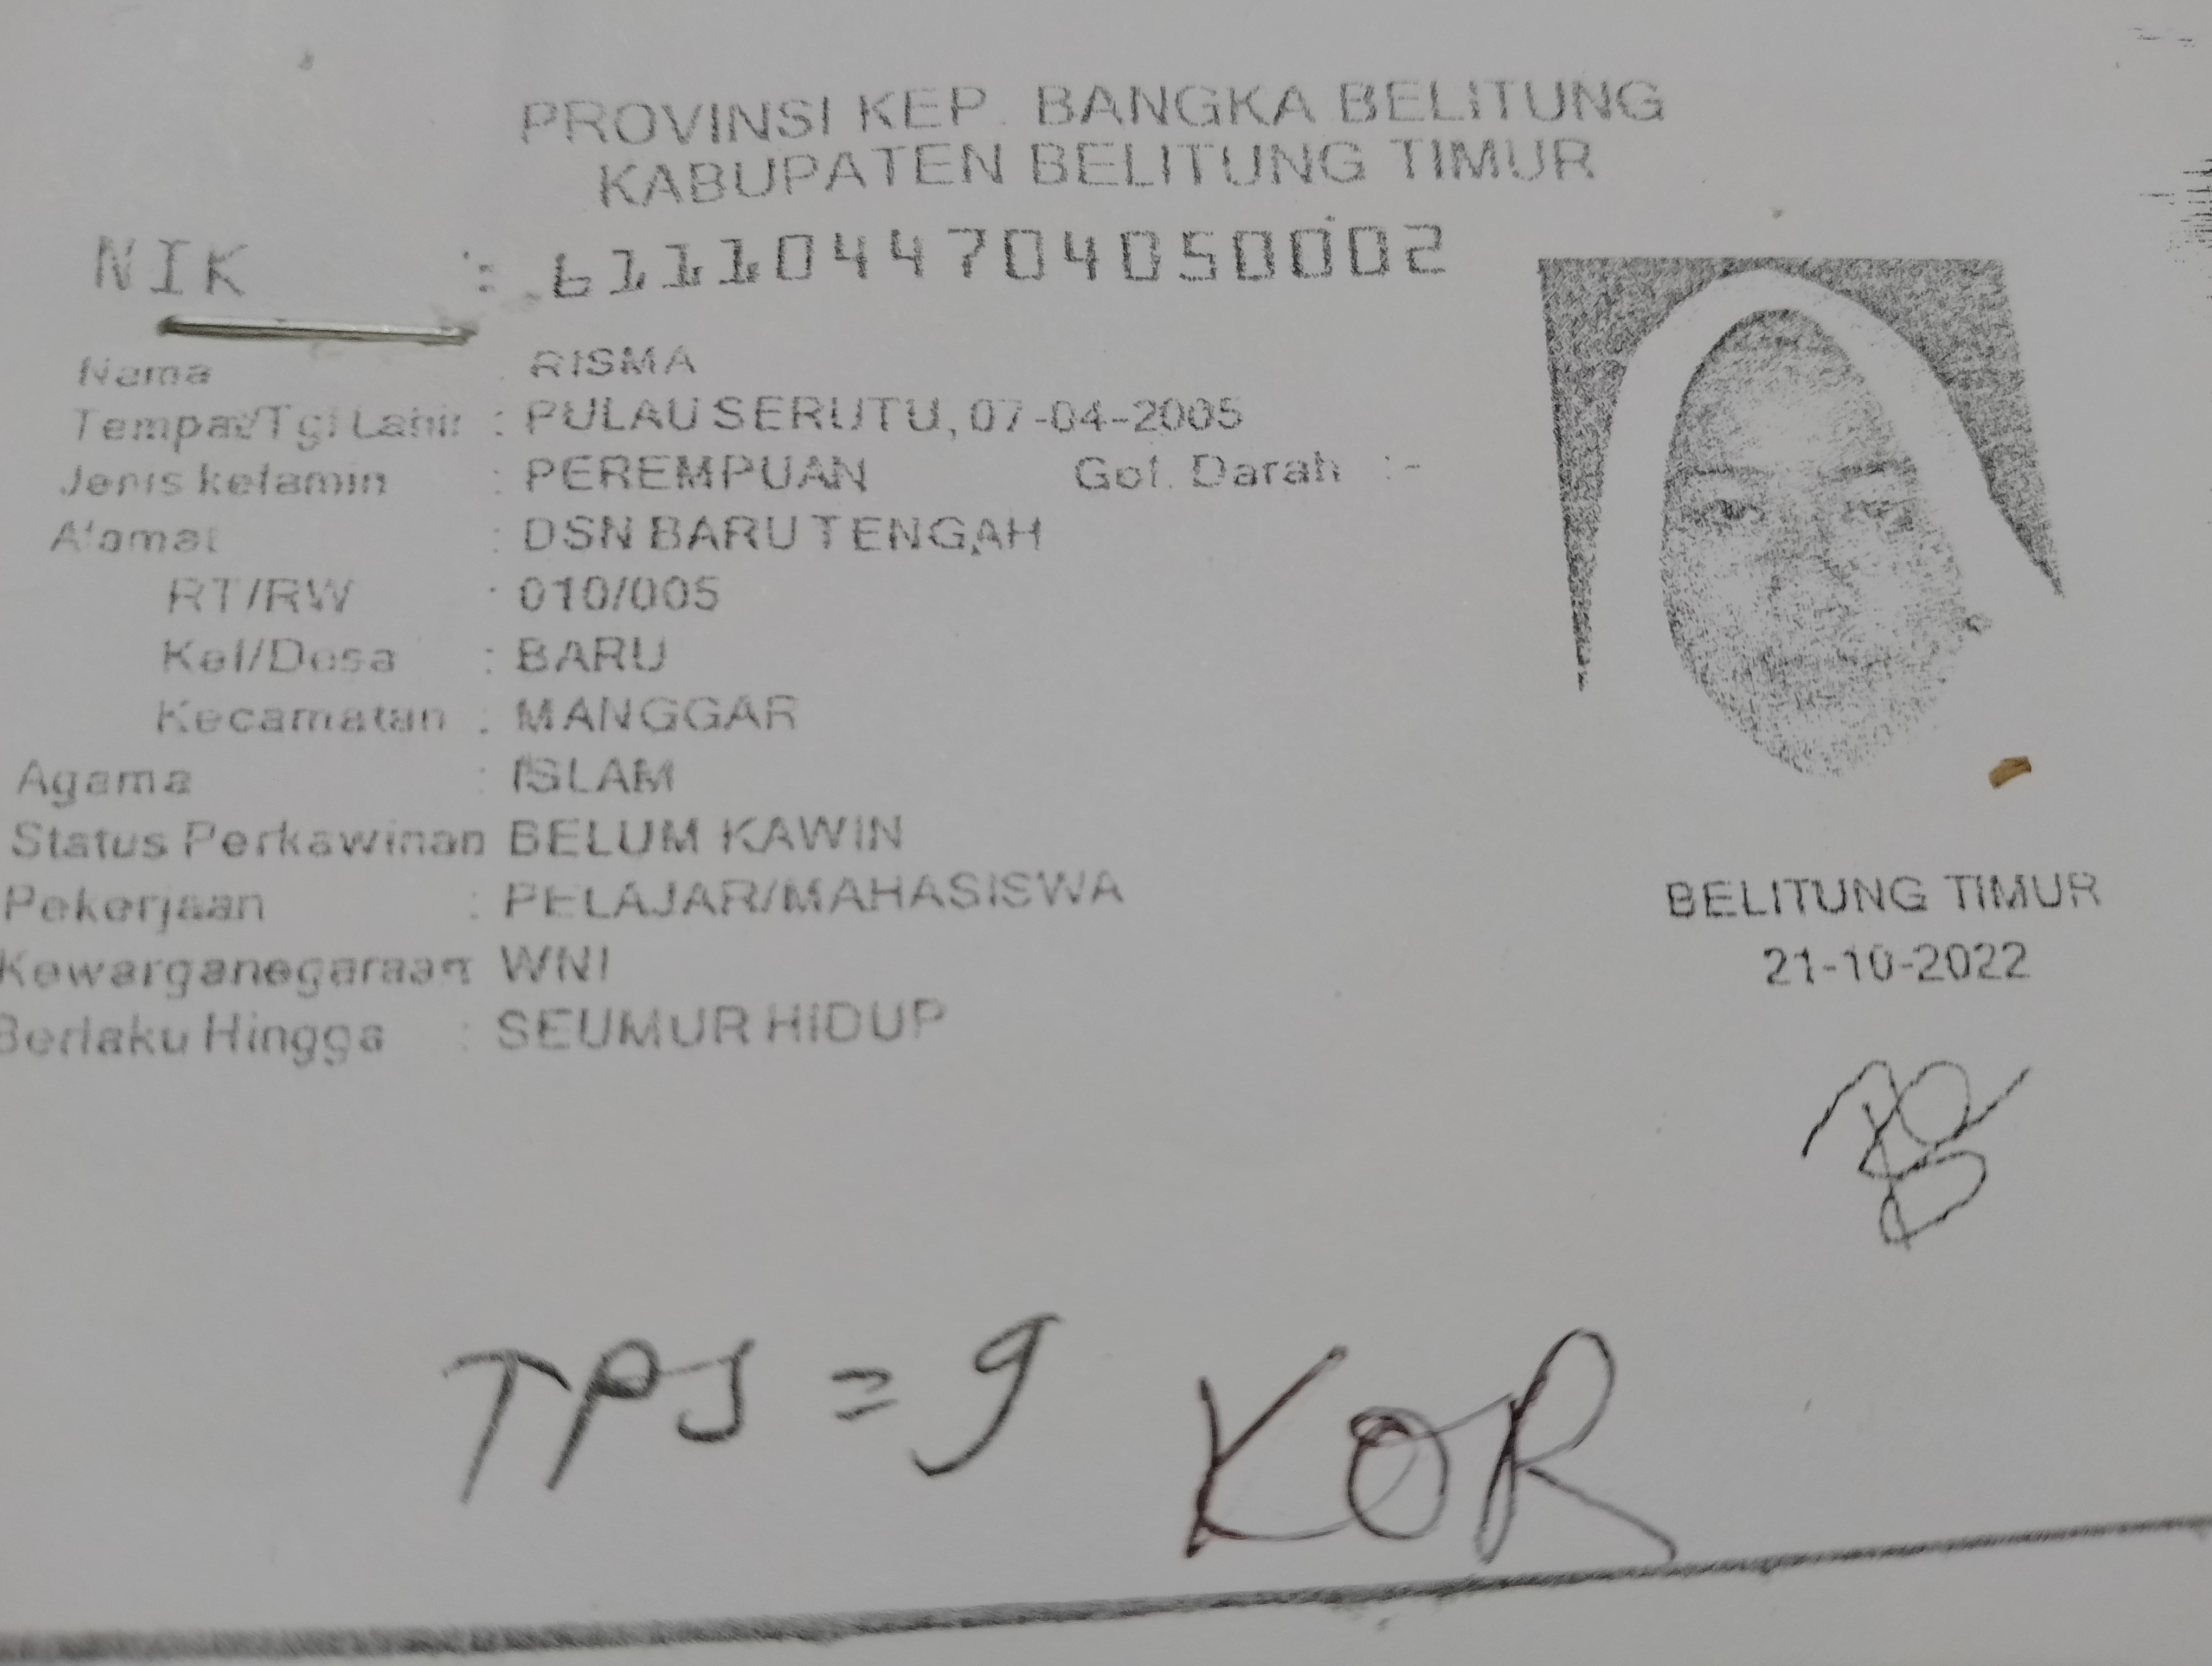 PROVINSI KEP. BANGKA BELITUNG
KABUPATEN BELITUNG TIMUR
NIK : 6111044704050002
Nama : RISMA
Tempat/Tgl Lahir : PULAU SERUTU, 07-04-2005
Jenis kelamin : PEREMPUAN Gol. Darah :-
Alamat : DSN BARU TENGAH
RT/RW : 010/005
Kel/Desa : BARU
Kecamatan : MANGGAR
Agama : ISLAM
Status Perkawinan BELUM KAWIN
Pekerjaan : PELAJAR/MAHASISWA
Kewarganegaraan WNI
Berlaku Hingga : SEUMUR HIDUP
BELITUNG TIMUR
21-10-2022
TPS = 9 KOR